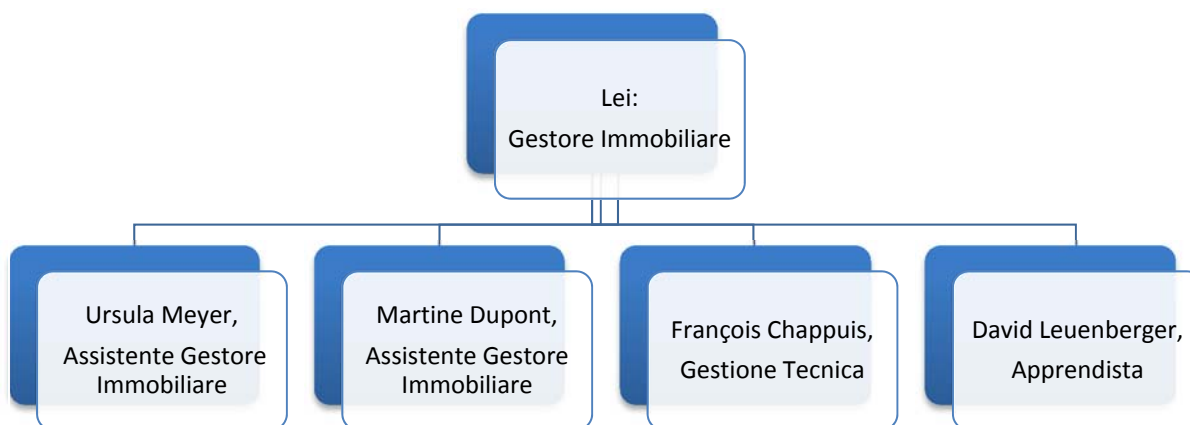 Lei:
Gestore Immobiliare
Ursula Meyer,
Assistente Gestore
Immobiliare
Martine Dupont,
Assistente Gestore
Immobiliare
François Chappuis,
Gestione Tecnica
David Leuenberger,
Apprendista